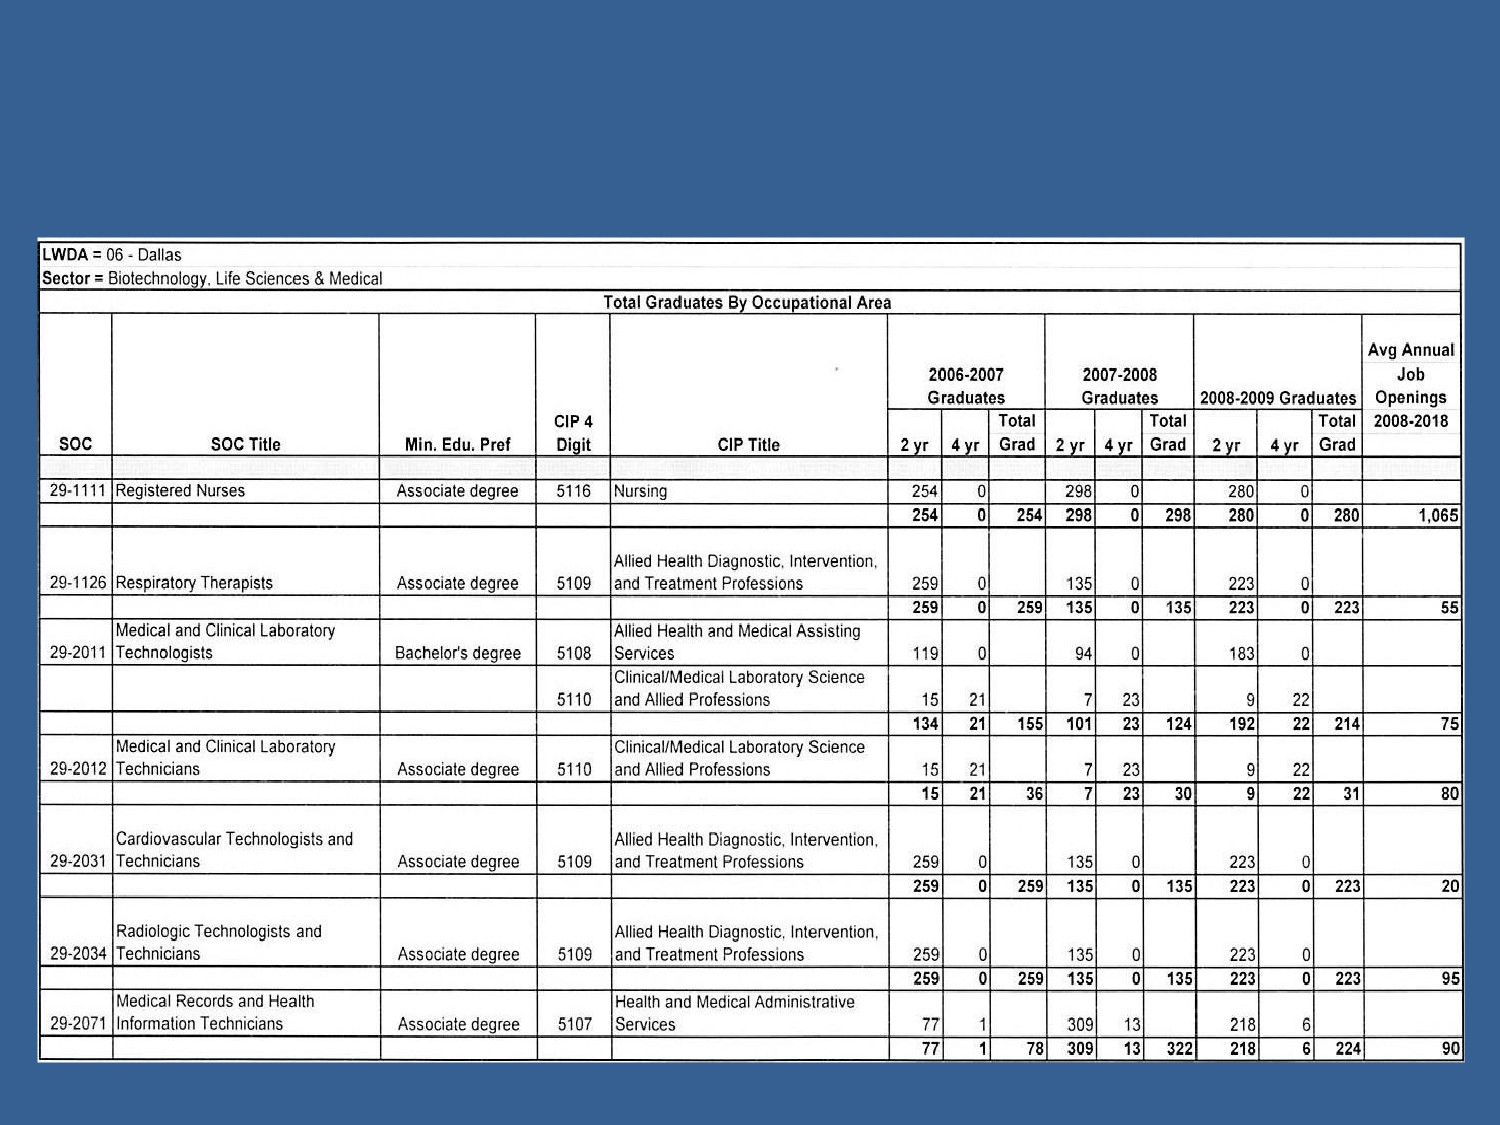 LWDA = 06 - Dallas
Sector = Biotechnology, Life Sciences & Medical
Total Graduates By Occupational Area
SOC SOC Title Min. Edu. Pref CIP 4 Digit CIP Title 2006-2007 Graduates 2007-2008 Graduates 2008-2009 Graduates Avg Annual Job Openings 2008-2018
2 yr 4 yr Total Grad 2 yr 4 yr Total Grad 2 yr 4 yr Total Grad
29-1111 Registered Nurses Associate degree 5116 Nursing 254 0 298 0 280 0
254 0 254 298 0 298 280 0 280 1,065
29-1126 Respiratory Therapists Associate degree 5109 Allied Health Diagnostic, Intervention, and Treatment Professions 259 0 135 0 223 0
259 0 259 135 0 135 223 0 223 55
29-2011 Medical and Clinical Laboratory Technologists Bachelor's degree 5108 Allied Health and Medical Assisting Services 119 0 94 0 183 0
5110 Clinical/Medical Laboratory Science and Allied Professions 15 21 7 23 9 22
134 21 155 101 23 124 192 22 214 75
29-2012 Medical and Clinical Laboratory Technicians Associate degree 5110 Clinical/Medical Laboratory Science and Allied Professions 15 21 7 23 9 22
15 21 36 7 23 30 9 22 31 80
29-2031 Cardiovascular Technologists and Technicians Associate degree 5109 Allied Health Diagnostic, Intervention, and Treatment Professions 259 0 135 0 223 0
259 0 259 135 0 135 223 0 223 20
29-2034 Radiologic Technologists and Technicians Associate degree 5109 Allied Health Diagnostic, Intervention, and Treatment Professions 259 0 135 0 223 0
259 0 259 135 0 135 223 0 223 95
29-2071 Medical Records and Health Information Technicians Associate degree 5107 Health and Medical Administrative Services 77 1 309 13 218 6
77 1 78 309 13 322 218 6 224 90